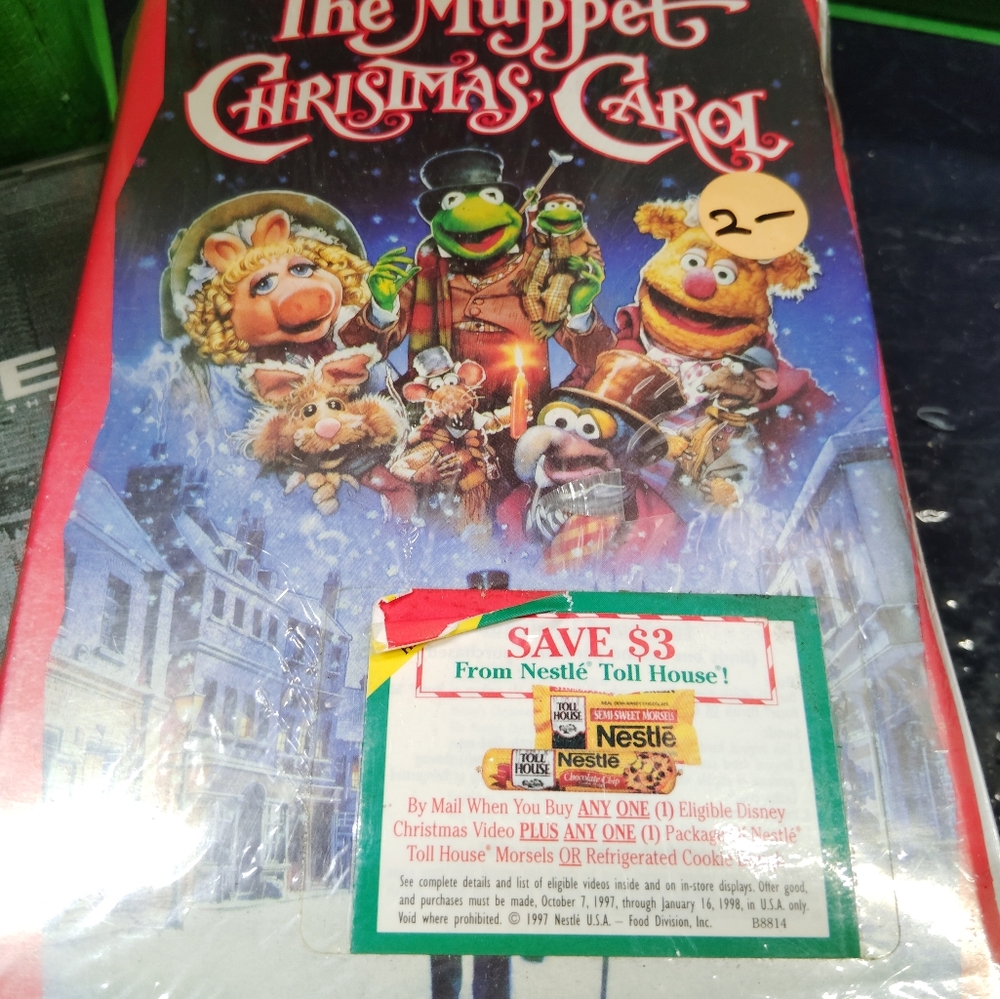 The Muppet
CHRISTMAS CAROL
2-
E
SAVE $3
From Nestlé® Toll House®!
TOLL HOUSE
SEMI-SWEET MORSELS
Nestlé
TOLL HOUSE
Nestlé
Chocolate Chip
By Mail When You Buy ANY ONE (1) Eligible Disney
Christmas Video PLUS ANY ONE (1) Package of Nestlé®
Toll House® Morsels OR Refrigerated Cookie
See complete details and list of eligible videos inside and on in-store displays. Offer good,
and purchases must be made, October 7, 1997, through January 16, 1998, in U.S.A. only.
Void where prohibited. © 1997 Nestlé U.S.A. – Food Division, Inc. B8814